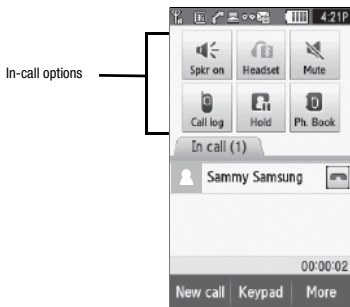 4:21P
In-call options
Spkr on Headset Mute
Call log Hold Ph. Book
In call (1)
Sammy Samsung
00:00:02
New call Keypad More